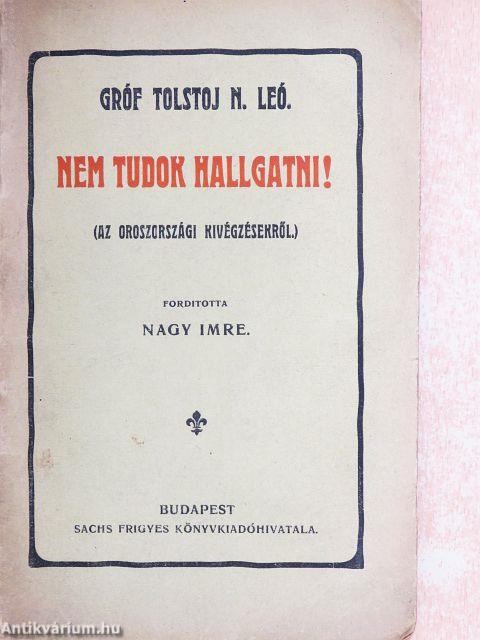 GRÓF TOLSTOJ N. LEÓ.
NEM TUDOK HALLGATNI!
(AZ OROSZORSZÁGI KIVÉGZÉSEKRŐL.)
FORDITOTTA
NAGY IMRE.
BUDAPEST
SACHS FRIGYES KÖNYVKIADÓHIVATALA.
Antikvárium.hu